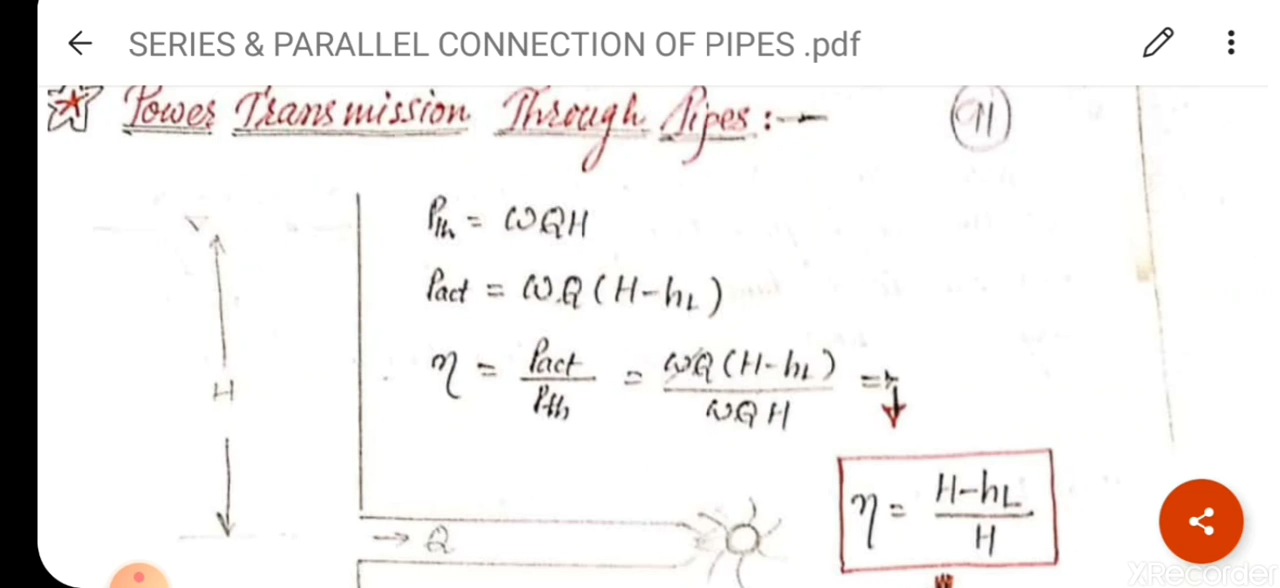 SERIES & PARALLEL CONNECTION OF PIPES .pdf
Power Transmission Through Pipes :-
91
Pth = ωQH
Pact = ωQ(H-hL)
η = Pact/Pth = ωQ(H-hL)/ωQH ⇒
H
η = H-hL/H
→ Q
XRecorder